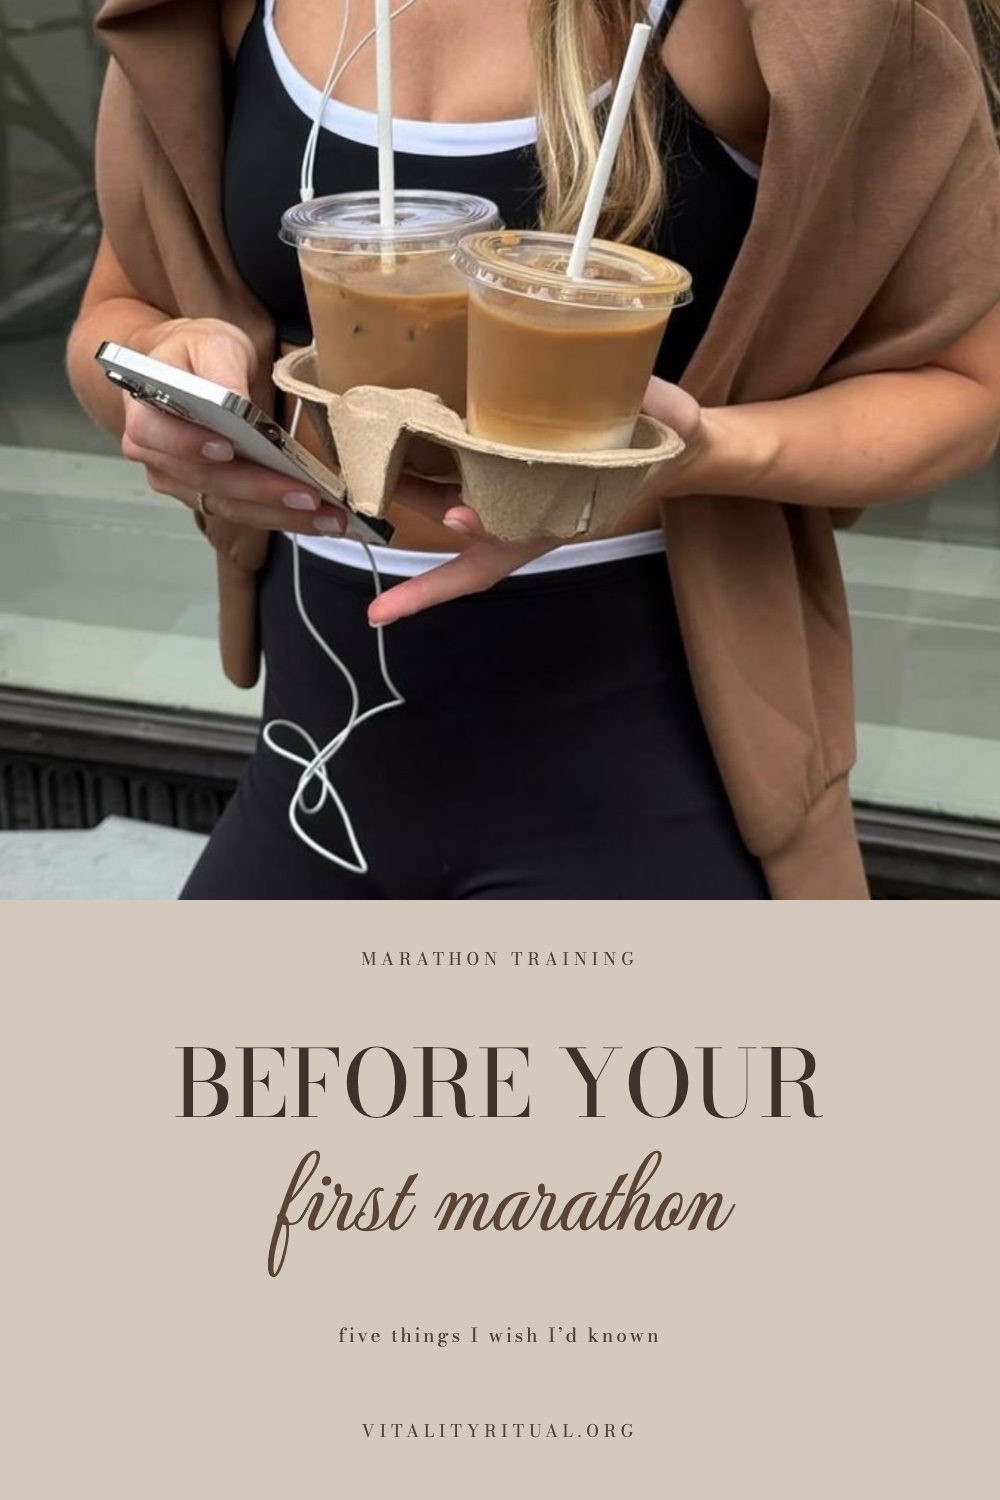 MARATHON TRAINING
BEFORE YOUR
first marathon
five things I wish I’d known
VITALITYRITUAL.ORG